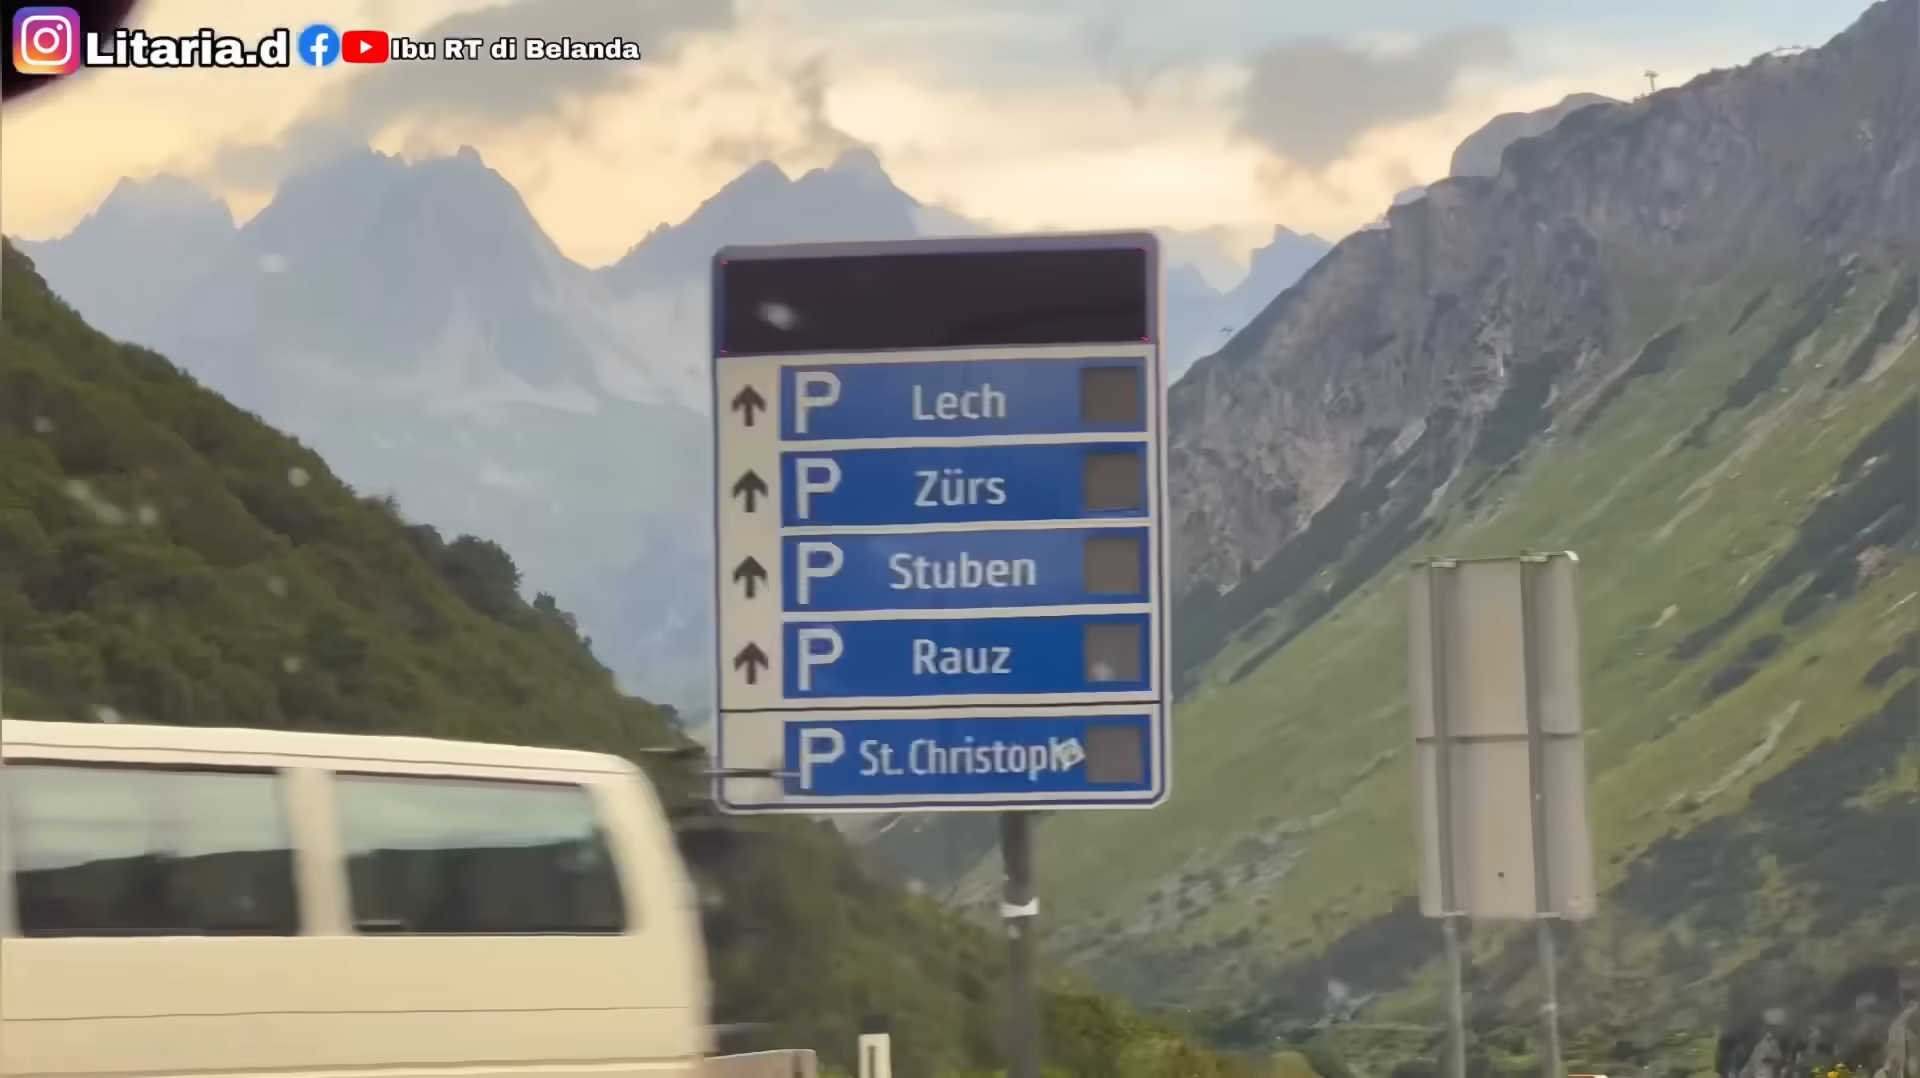 Litaria.d Ibu RT di Belanda
P Lech
P Zürs
P Stuben
P Rauz
P St. Christoph